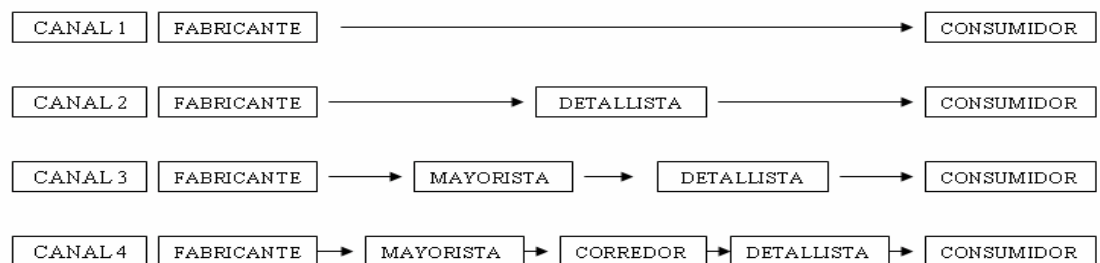 CANAL 1 FABRICANTE CONSUMIDOR
CANAL 2 FABRICANTE DETALLISTA CONSUMIDOR
CANAL 3 FABRICANTE MAYORISTA DETALLISTA CONSUMIDOR
CANAL 4 FABRICANTE MAYORISTA CORREDOR DETALLISTA CONSUMIDOR